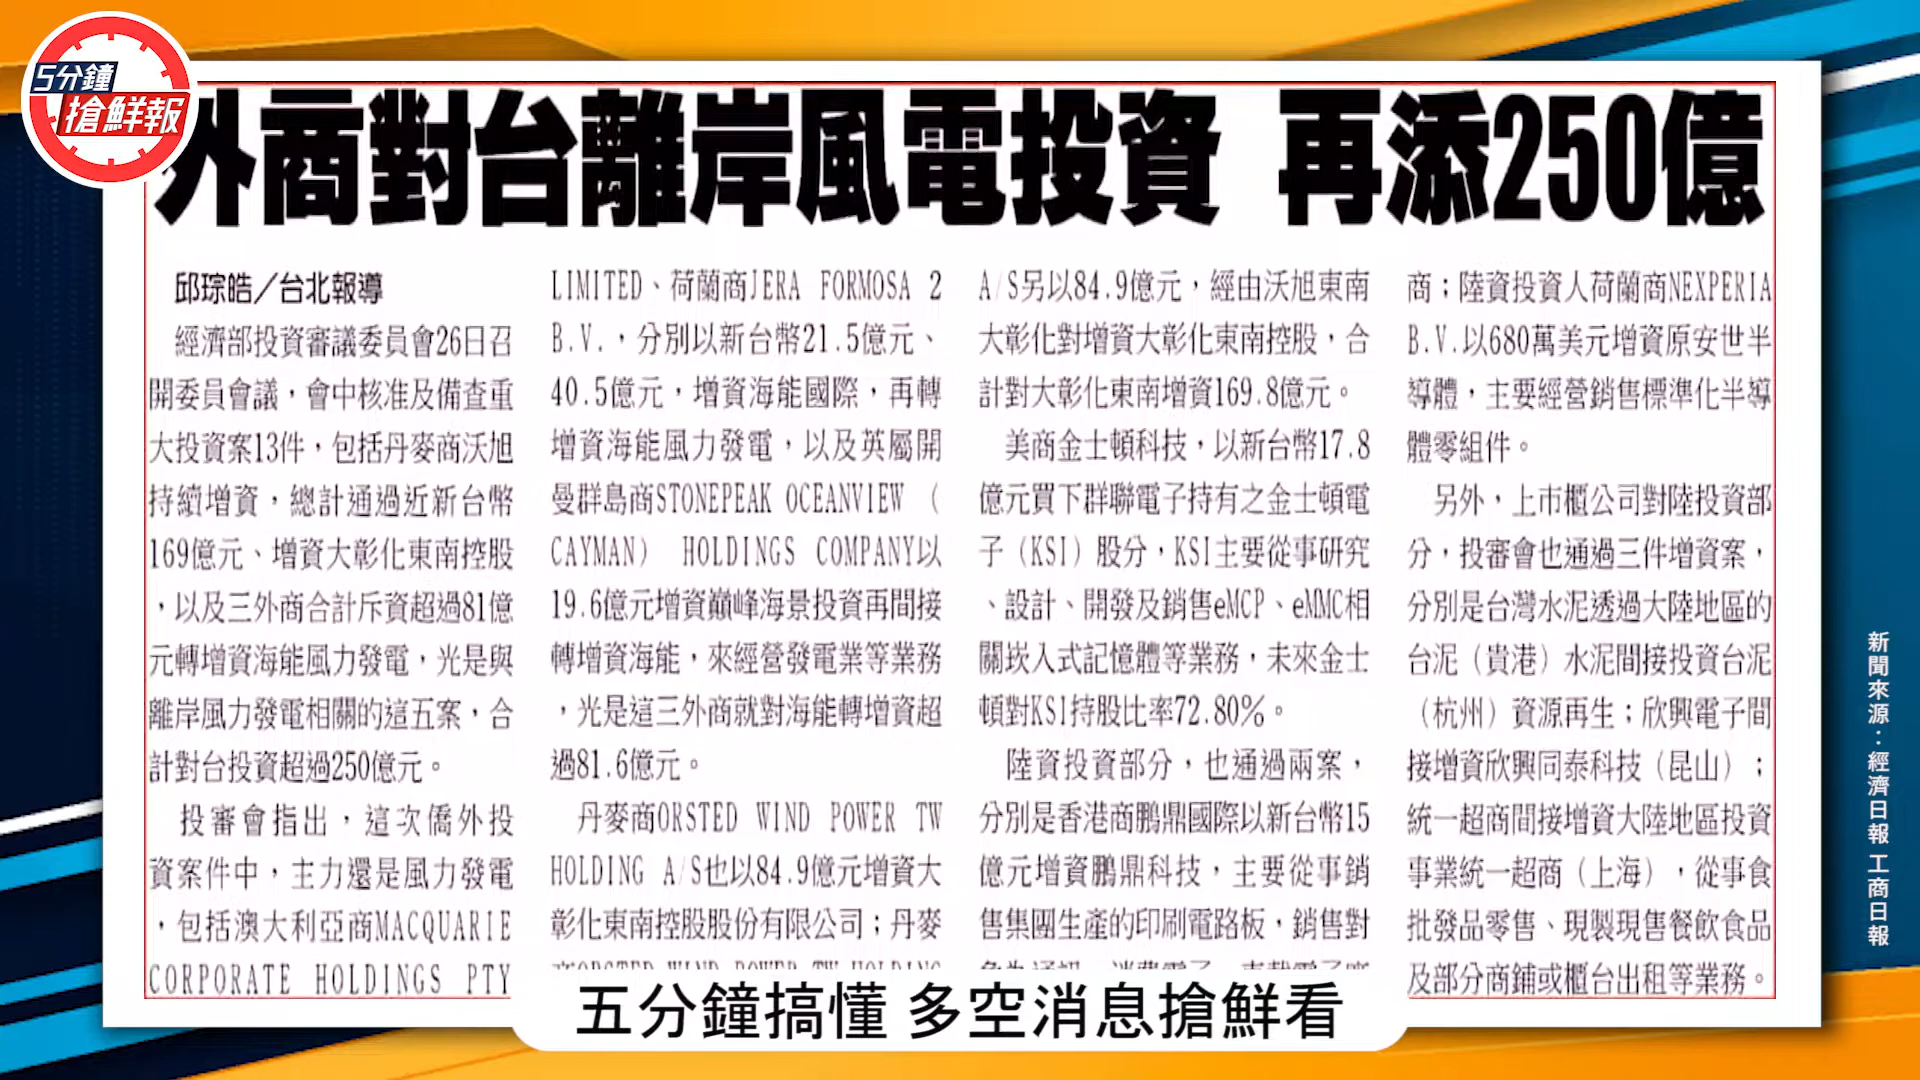 5分鐘
搶鮮報
外商對台離岸風電投資 再添250億
邱琮皓／台北報導
經濟部投資審議委員會26日召
開委員會議，會中核准及備查重
大投資案13件，包括丹麥商沃旭
持續增資，總計通過近新台幣
169億元、增資大彰化東南控股
，以及三外商合計斥資超過81億
元轉增資海能風力發電，光是與
離岸風力發電相關的這五案，合
計對台投資超過250億元。
投審會指出，這次僑外投
資案件中，主力還是風力發電
，包括澳大利亞商MACQUARIE
CORPORATE HOLDINGS PTY
LIMITED、荷蘭商JERA FORMOSA 2
B.V.，分別以新台幣21.5億元、
40.5億元，增資海能國際，再轉
增資海能風力發電，以及英屬開
曼群島商STONEPEAK OCEANVIEW（
CAYMAN） HOLDINGS COMPANY以
19.6億元增資巔峰海景投資再間接
轉增資海能，來經營發電業等業務
，光是這三外商就對海能轉增資超
過81.6億元。
丹麥商ORSTED WIND POWER TW
HOLDING A/S也以84.9億元增資大
彰化東南控股股份有限公司；丹麥
商ORSTED WIND POWER TW HOLDING
A/S另以84.9億元，經由沃旭東南
大彰化對增資大彰化東南控股，合
計對大彰化東南增資169.8億元。
美商金士頓科技，以新台幣17.8
億元買下群聯電子持有之金士頓電
子（KSI）股分，KSI主要從事研究
、設計、開發及銷售eMCP、eMMC相
關崁入式記憶體等業務，未來金士
頓對KSI持股比率72.80%。
陸資投資部分，也通過兩案，
分別是香港商鵬鼎國際以新台幣15
億元增資鵬鼎科技，主要從事銷
售集團生產的印刷電路板，銷售對
商；陸資投資人荷蘭商NEXPERIA
B.V.以680萬美元增資原安世半
導體，主要經營銷售標準化半導
體零組件。
另外，上市櫃公司對陸投資部
分，投審會也通過三件增資案，
分別是台灣水泥透過大陸地區的
台泥（貴港）水泥間接投資台泥
（杭州）資源再生；欣興電子間
接增資欣興同泰科技（昆山）；
統一超商間接增資大陸地區投資
事業統一超商（上海），從事食
批發品零售、現製現售餐飲食品
及部分商鋪或櫃台出租等業務。
新聞來源：經濟日報 工商日報
五分鐘搞懂 多空消息搶鮮看